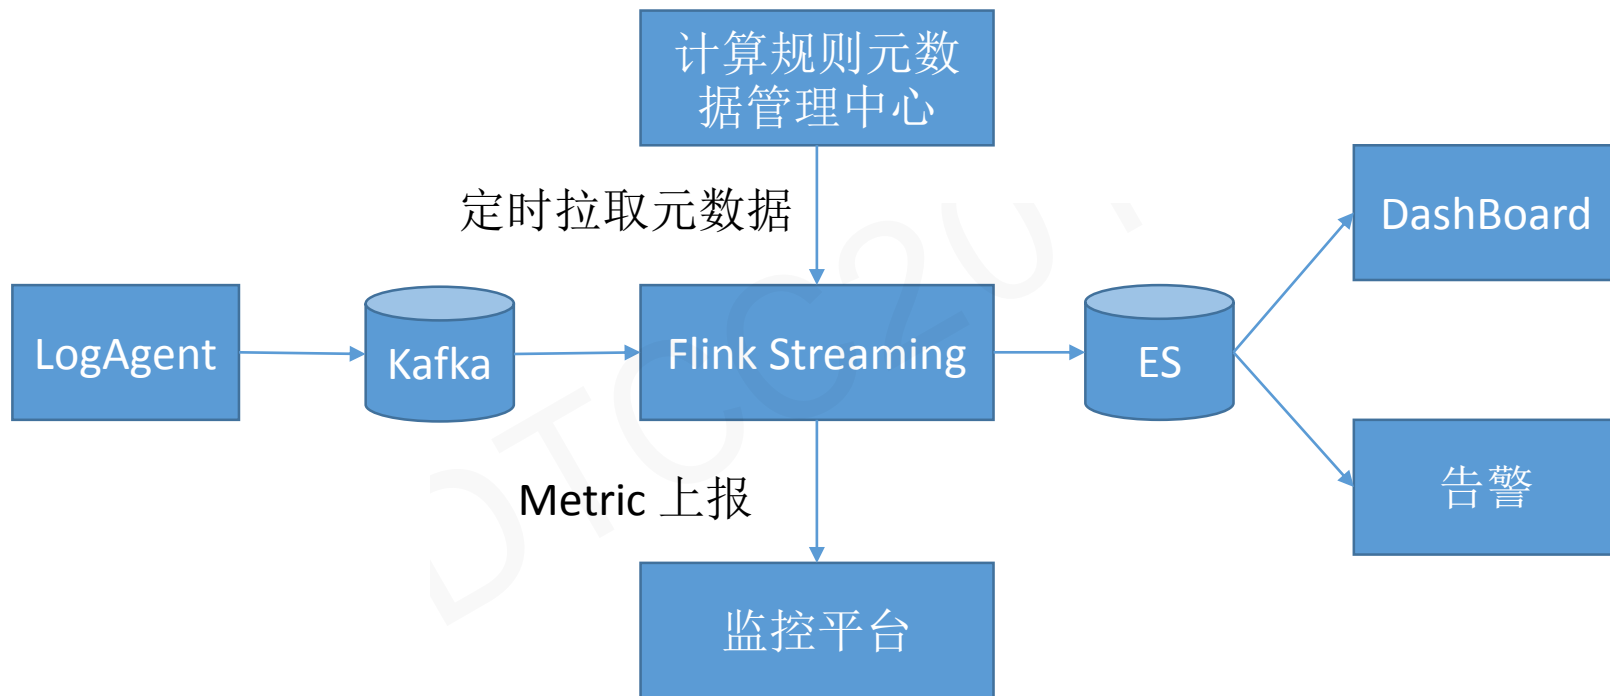 计算规则元数
据管理中心
定时拉取元数据
DashBoard
LogAgent
Kafka
Flink Streaming
ES
Metric 上报
告警
监控平台